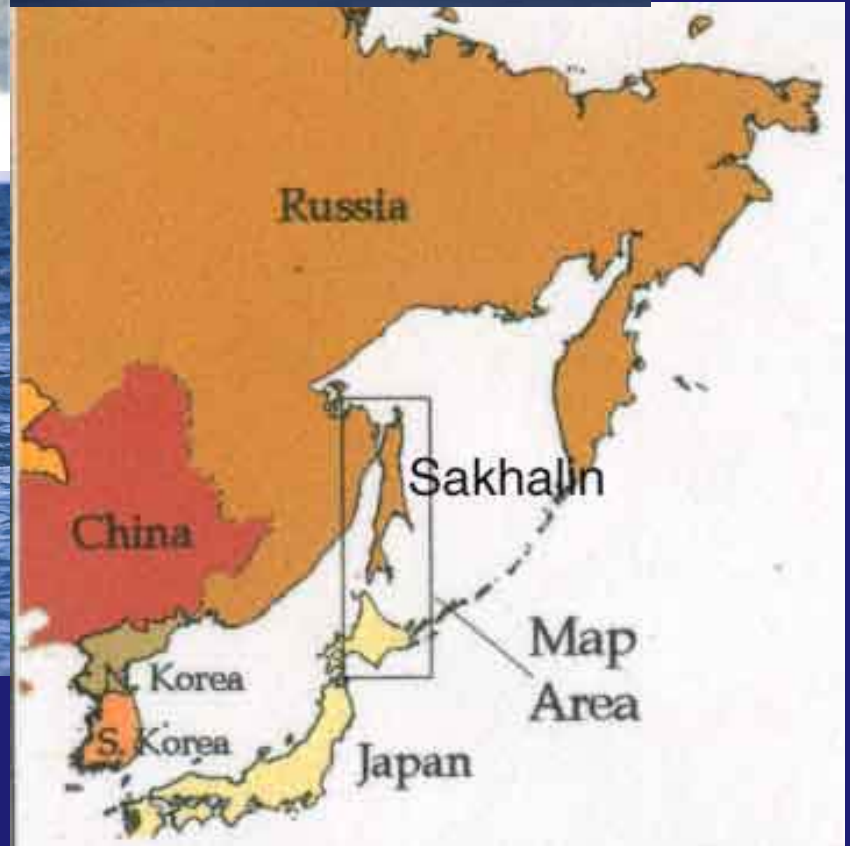 Russia
Sakhalin
China
Map
Area
N. Korea
S. Korea
Japan